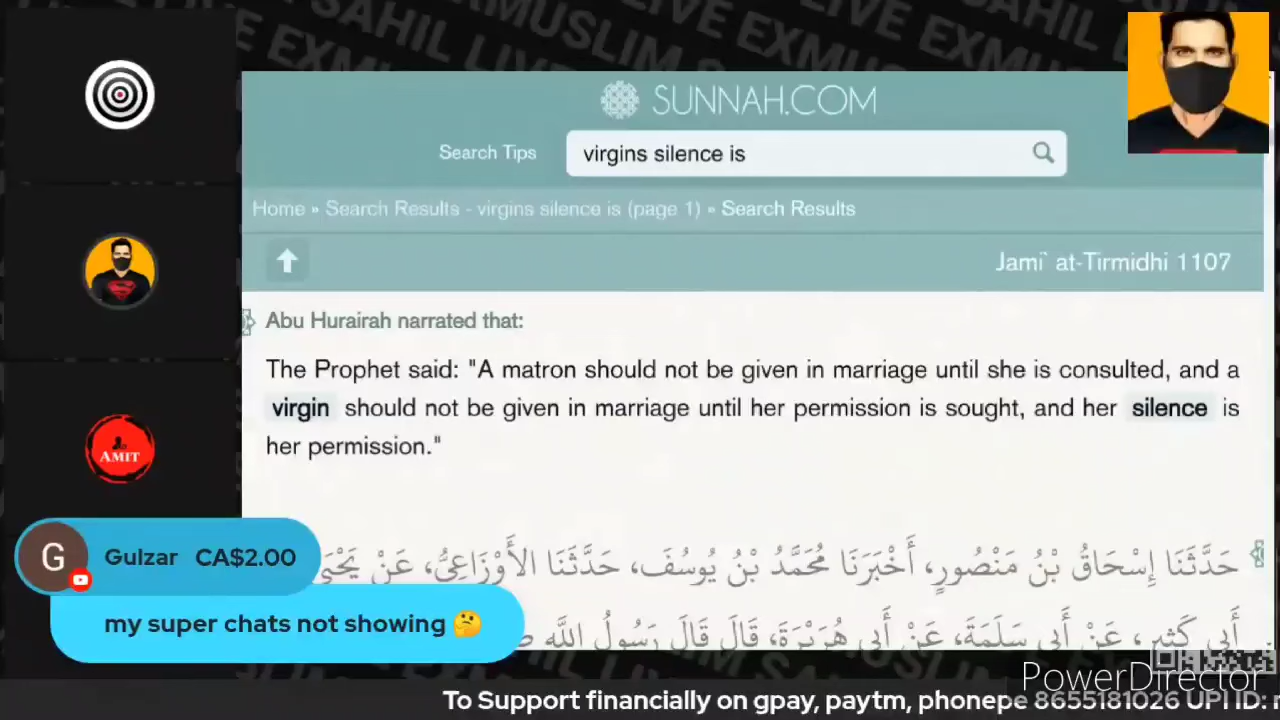 SAHIL LIVE EXMUSLIM
SUNNAH.COM
Search Tips
virgins silence is
Home » Search Results - virgins silence is (page 1) » Search Results
Jami` at-Tirmidhi 1107
Abu Hurairah narrated that:
The Prophet said: "A matron should not be given in marriage until she is consulted, and a
virgin should not be given in marriage until her permission is sought, and her silence is
her permission."
AMIT
G
Gulzar CA$2.00
my super chats not showing 🤔
حَدَّثَنَا إِسْحَاقُ بْنُ مَنْصُورٍ، أَخْبَرَنَا مُحَمَّدُ بْنُ يُوسُفَ، حَدَّثَنَا الأَوْزَاعِيُّ، عَنْ يَحْيَى
أَبِي كَثِيرٍ، عَنْ أَبِي سَلَمَةَ، عَنْ أَبِي هُرَيْرَةَ، قَالَ قَالَ رَسُولُ اللَّهِ
PowerDirector
To Support financially on gpay, paytm, phonepe 8655181026 UPI ID: